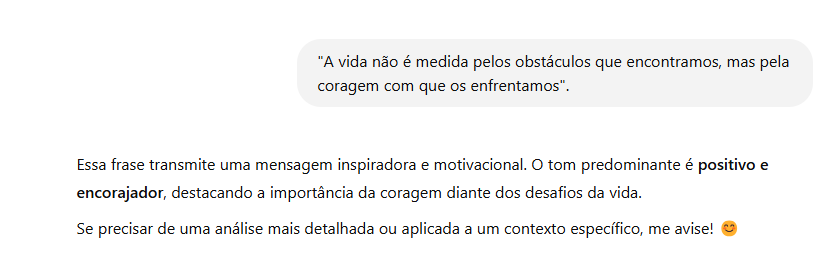 "A vida não é medida pelos obstáculos que encontramos, mas pela
coragem com que os enfrentamos".
Essa frase transmite uma mensagem inspiradora e motivacional. O tom predominante é positivo e
encorajador, destacando a importância da coragem diante dos desafios da vida.
Se precisar de uma análise mais detalhada ou aplicada a um contexto específico, me avise! 😊